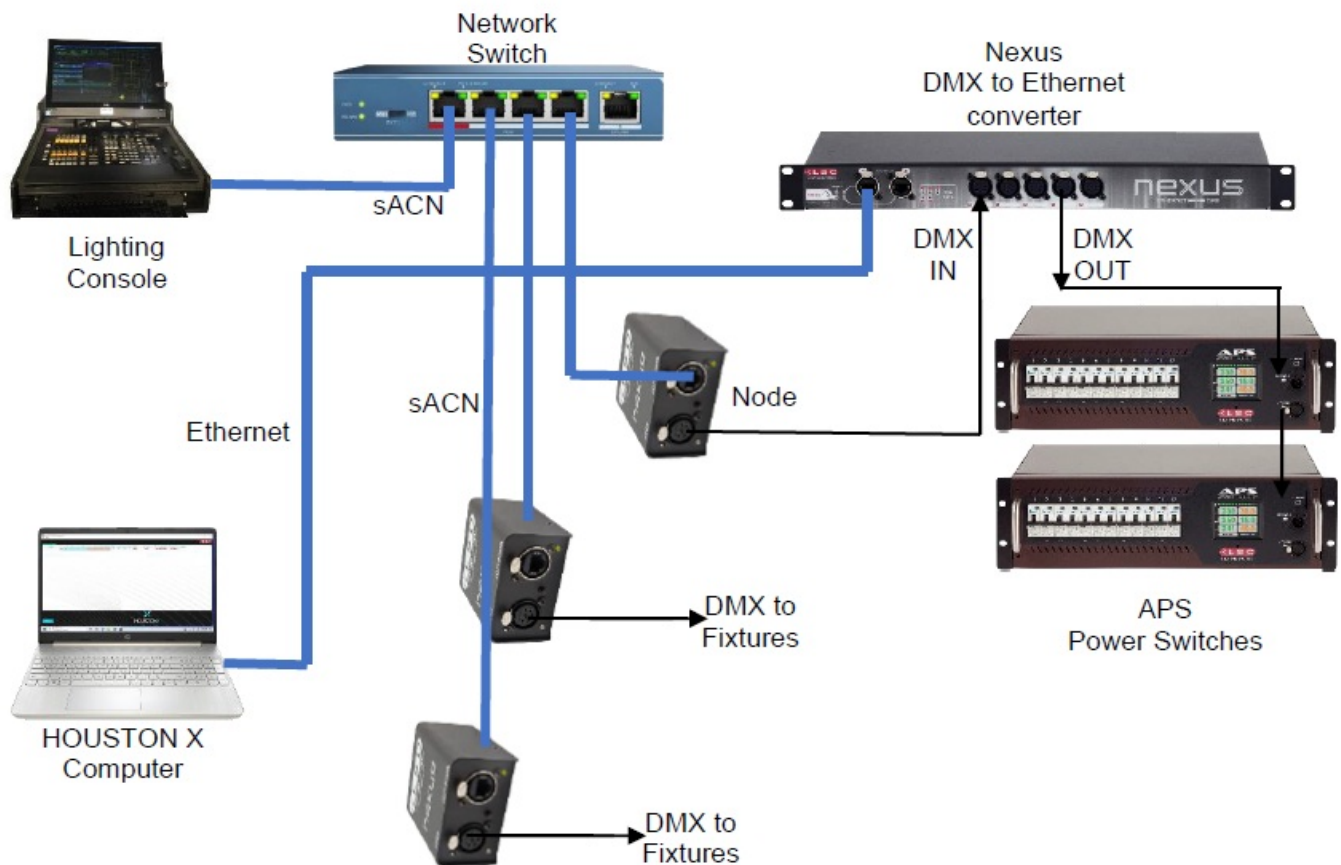 Network
Switch
Nexus
DMX to Ethernet
converter
nexus
sACN
Lighting
Console
DMX
IN
DMX
OUT
APS
Node
sACN
Ethernet
APS
DMX to
Fixtures
APS
Power Switches
HOUSTON X
Computer
DMX to
Fixtures